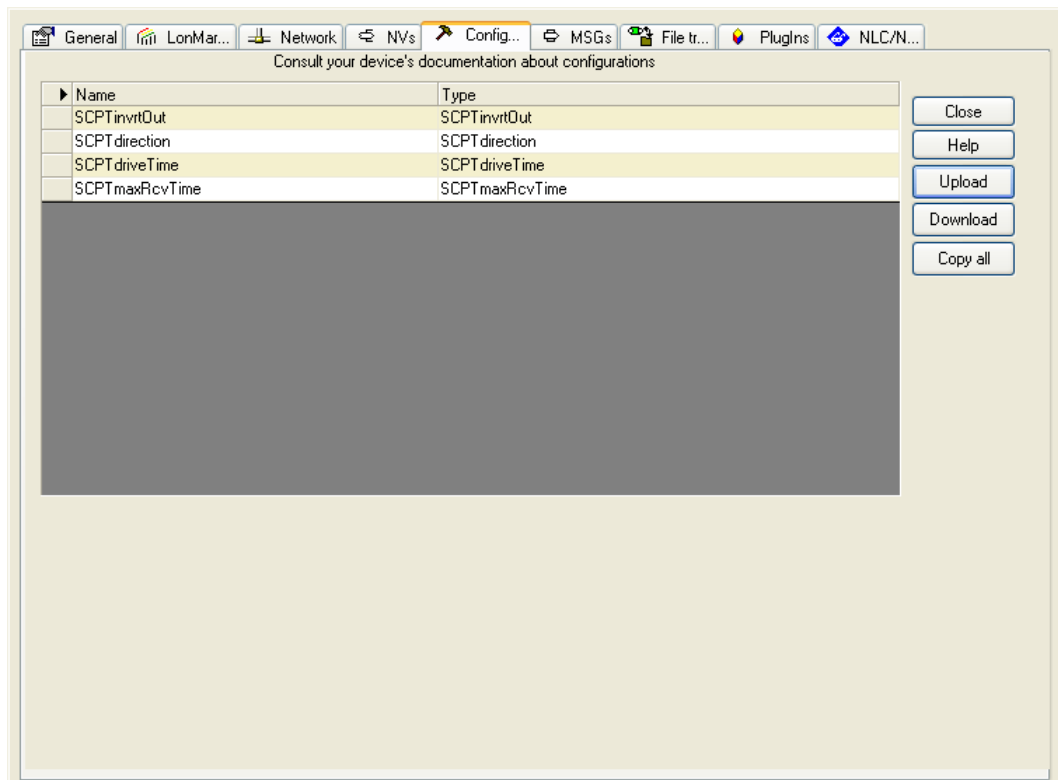 General LonMar... Network NVs Config... MSGs File tr... PlugIns NLC/N...
Consult your device's documentation about configurations
Name Type
SCPTinvrtOut SCPTinvrtOut
SCPTdirection SCPTdirection
SCPTdriveTime SCPTdriveTime
SCPTmaxRcvTime SCPTmaxRcvTime
Close
Help
Upload
Download
Copy all